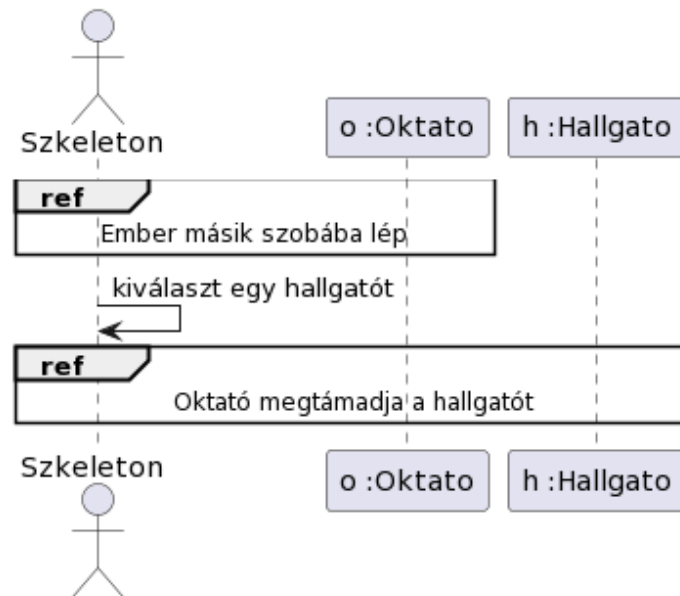 Szkeleton
o :Oktato
h :Hallgato
ref
Ember másik szobába lép
kiválaszt egy hallgatót
ref
Oktató megtámadja a hallgatót
Szkeleton
o :Oktato
h :Hallgato